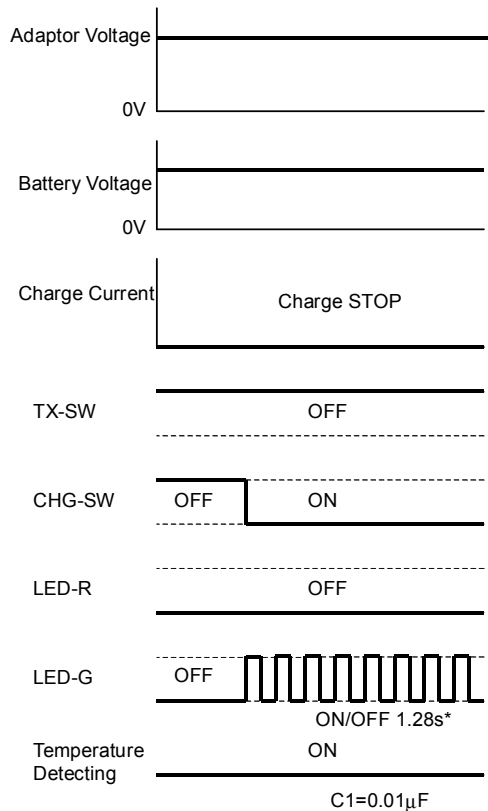 Adaptor Voltage
0V
Battery Voltage
0V
Charge Current
Charge STOP
TX-SW
OFF
CHG-SW
OFF
ON
LED-R
OFF
LED-G
OFF
ON/OFF 1.28s*
Temperature
Detecting
ON
C1=0.01μF